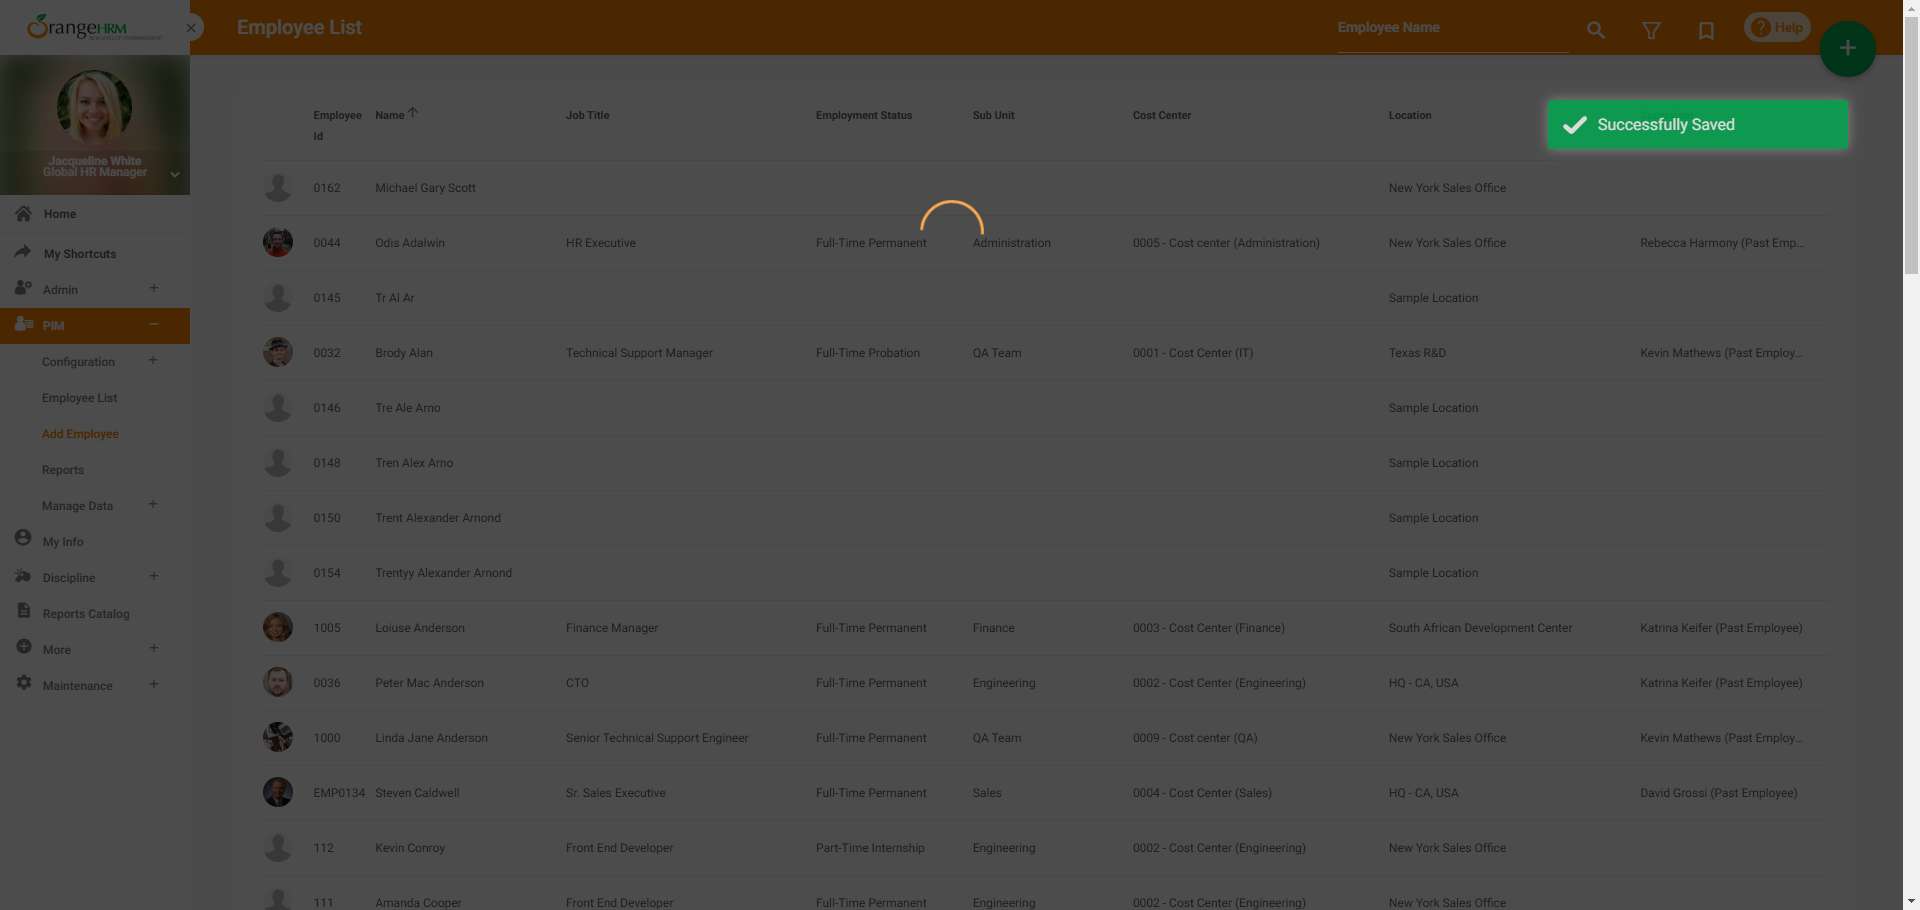 OrangeHRM
NEW LEVEL OF HR MANAGEMENT
Employee List
Employee Name
Help
Jacqueline White
Global HR Manager
Successfully Saved
Home
My Shortcuts
Admin
PIM
Configuration
Employee List
Add Employee
Reports
Manage Data
My Info
Discipline
Reports Catalog
More
Maintenance
Employee Id Name Job Title Employment Status Sub Unit Cost Center Location
0162 Michael Gary Scott New York Sales Office
0044 Odis Adalwin HR Executive Full-Time Permanent Administration 0005 - Cost center (Administration) New York Sales Office Rebecca Harmony (Past Emp...
0145 Tr Al Ar Sample Location
0032 Brody Alan Technical Support Manager Full-Time Probation QA Team 0001 - Cost Center (IT) Texas R&D Kevin Mathews (Past Employ...
0146 Tre Ale Arno Sample Location
0148 Tren Alex Arno Sample Location
0150 Trent Alexander Arnond Sample Location
0154 Trentyy Alexander Arnond Sample Location
1005 Loiuse Anderson Finance Manager Full-Time Permanent Finance 0003 - Cost Center (Finance) South African Development Center Katrina Keifer (Past Employee)
0036 Peter Mac Anderson CTO Full-Time Permanent Engineering 0002 - Cost Center (Engineering) HQ - CA, USA Katrina Keifer (Past Employee)
1000 Linda Jane Anderson Senior Technical Support Engineer Full-Time Permanent QA Team 0009 - Cost center (QA) New York Sales Office Kevin Mathews (Past Employ...
EMP0134 Steven Caldwell Sr. Sales Executive Full-Time Permanent Sales 0004 - Cost Center (Sales) HQ - CA, USA David Grossi (Past Employee)
112 Kevin Conroy Front End Developer Part-Time Internship Engineering 0002 - Cost Center (Engineering) New York Sales Office
111 Amanda Cooper Front End Developer Full-Time Permanent Engineering 0002 - Cost Center (Engineering) New York Sales Office